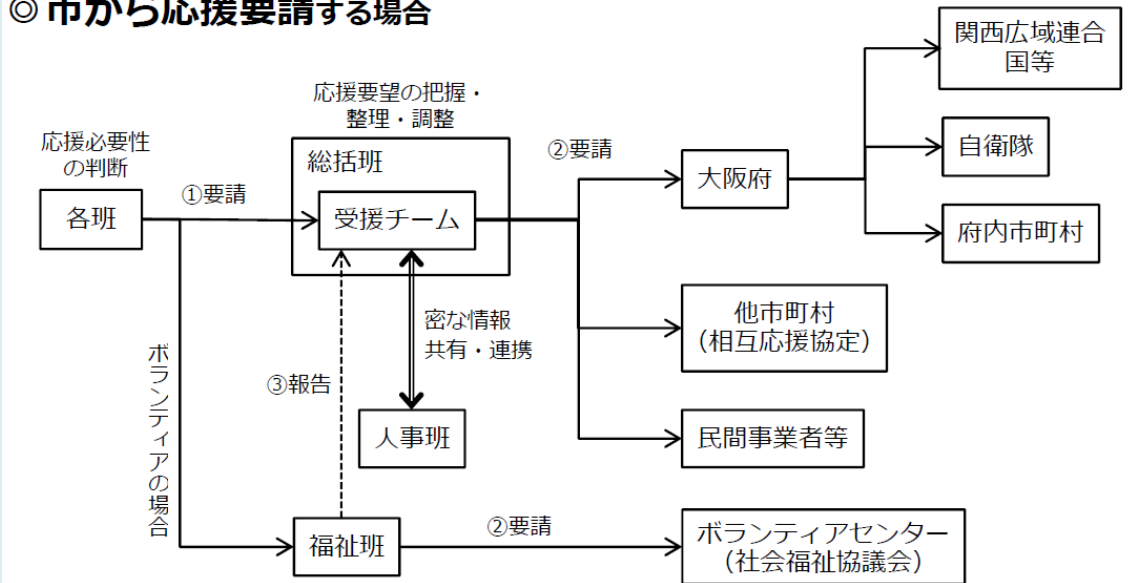 ◎ 市から応援要請する場合
応援要望の把握・
整理・調整
応援必要性
の判断
各班
①要請
総括班
受援チーム
②要請
大阪府
関西広域連合
国等
自衛隊
府内市町村
他市町村
（相互応援協定）
民間事業者等
密な情報
共有・連携
人事班
③報告
ボランティアの場合
福祉班
②要請
ボランティアセンター
（社会福祉協議会）